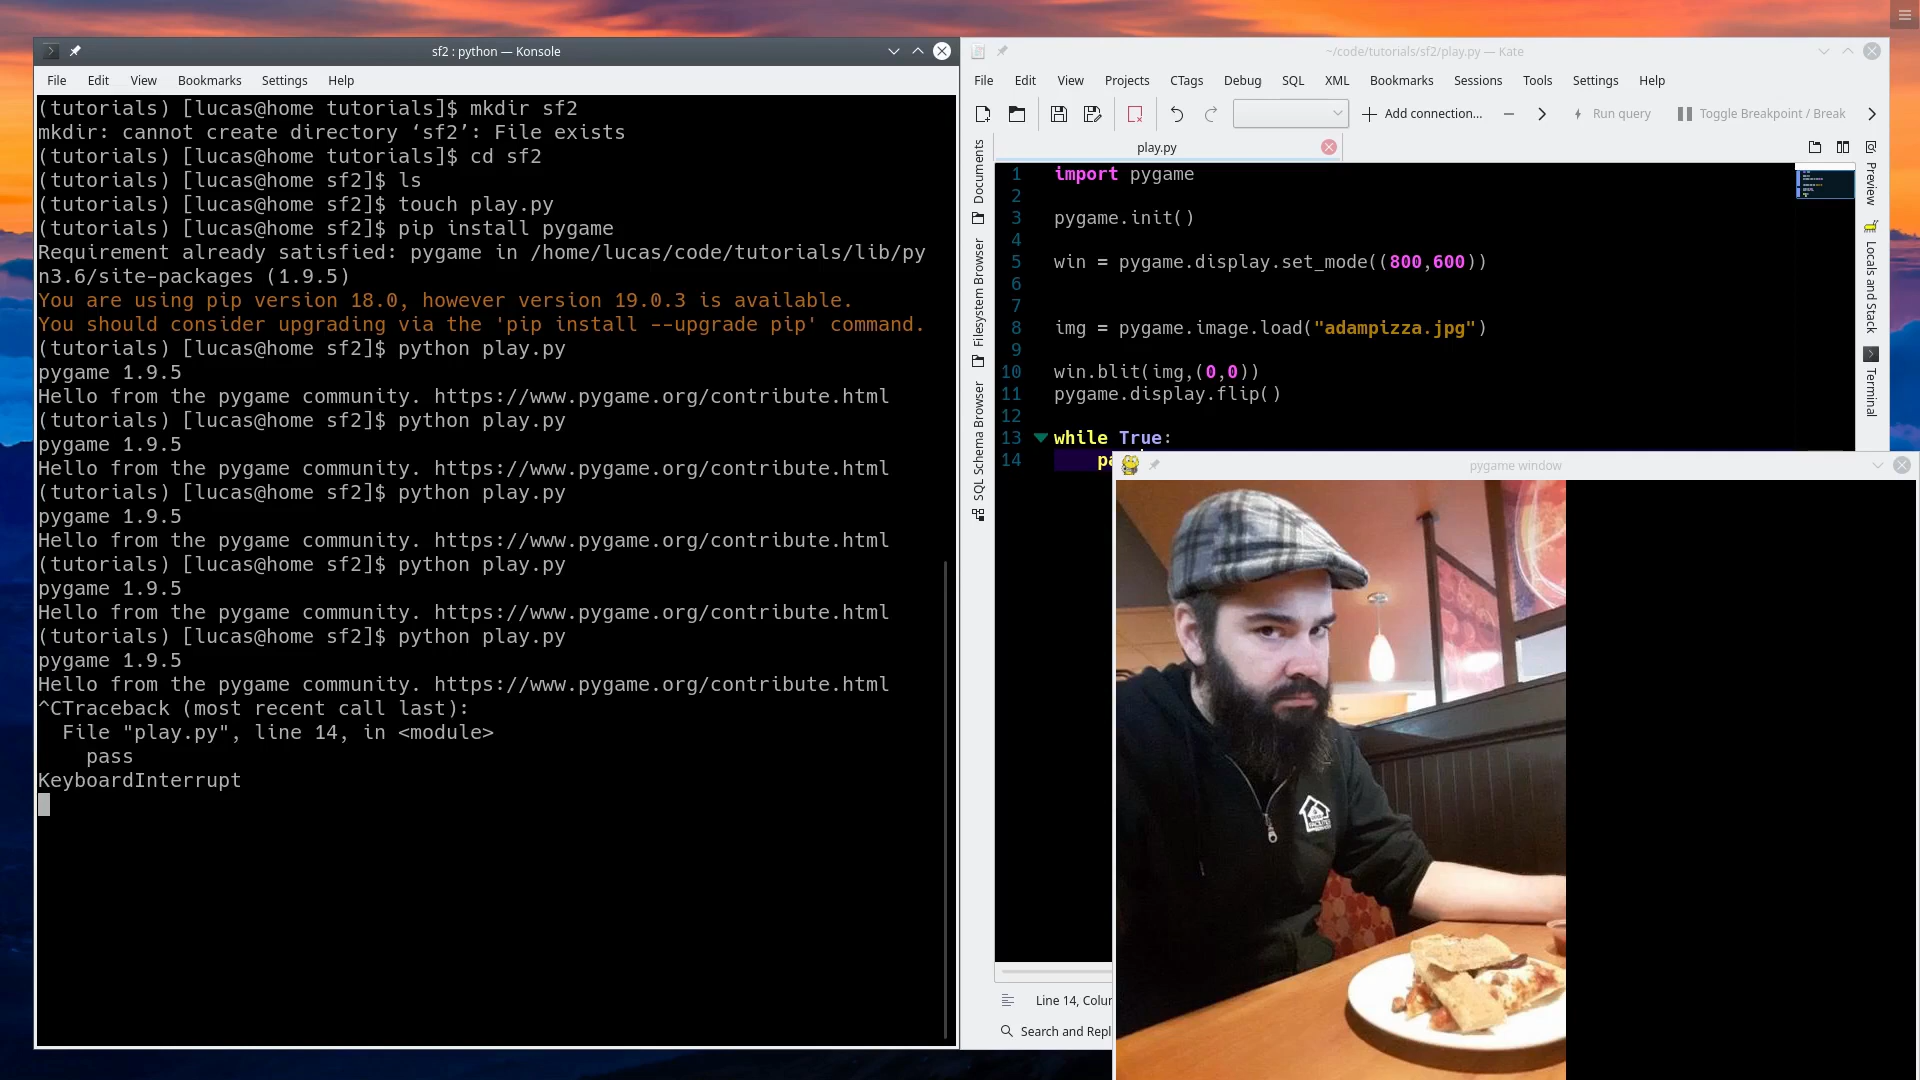 sf2 : python — Konsole
File Edit View Bookmarks Settings Help
(tutorials) [lucas@home tutorials]$ mkdir sf2
mkdir: cannot create directory ‘sf2’: File exists
(tutorials) [lucas@home tutorials]$ cd sf2
(tutorials) [lucas@home sf2]$ ls
(tutorials) [lucas@home sf2]$ touch play.py
(tutorials) [lucas@home sf2]$ pip install pygame
Requirement already satisfied: pygame in /home/lucas/code/tutorials/lib/py
n3.6/site-packages (1.9.5)
You are using pip version 18.0, however version 19.0.3 is available.
You should consider upgrading via the 'pip install --upgrade pip' command.
(tutorials) [lucas@home sf2]$ python play.py
pygame 1.9.5
Hello from the pygame community. https://www.pygame.org/contribute.html
(tutorials) [lucas@home sf2]$ python play.py
pygame 1.9.5
Hello from the pygame community. https://www.pygame.org/contribute.html
(tutorials) [lucas@home sf2]$ python play.py
pygame 1.9.5
Hello from the pygame community. https://www.pygame.org/contribute.html
(tutorials) [lucas@home sf2]$ python play.py
pygame 1.9.5
Hello from the pygame community. https://www.pygame.org/contribute.html
(tutorials) [lucas@home sf2]$ python play.py
pygame 1.9.5
Hello from the pygame community. https://www.pygame.org/contribute.html
^CTraceback (most recent call last):
  File "play.py", line 14, in <module>
    pass
KeyboardInterrupt
~/code/tutorials/sf2/play.py — Kate
File Edit View Projects CTags Debug SQL XML Bookmarks Sessions Tools Settings Help
Add connection... Run query Toggle Breakpoint / Break
play.py
Documents
Filesystem Browser
SQL Schema Browser
1 import pygame
2
3 pygame.init()
4
5 win = pygame.display.set_mode((800,600))
6
7
8 img = pygame.image.load("adampizza.jpg")
9
10 win.blit(img,(0,0))
11 pygame.display.flip()
12
13 while True:
14     pa
Preview
Locals and Stack
Terminal
Line 14, Colu
Search and Repl
pygame window